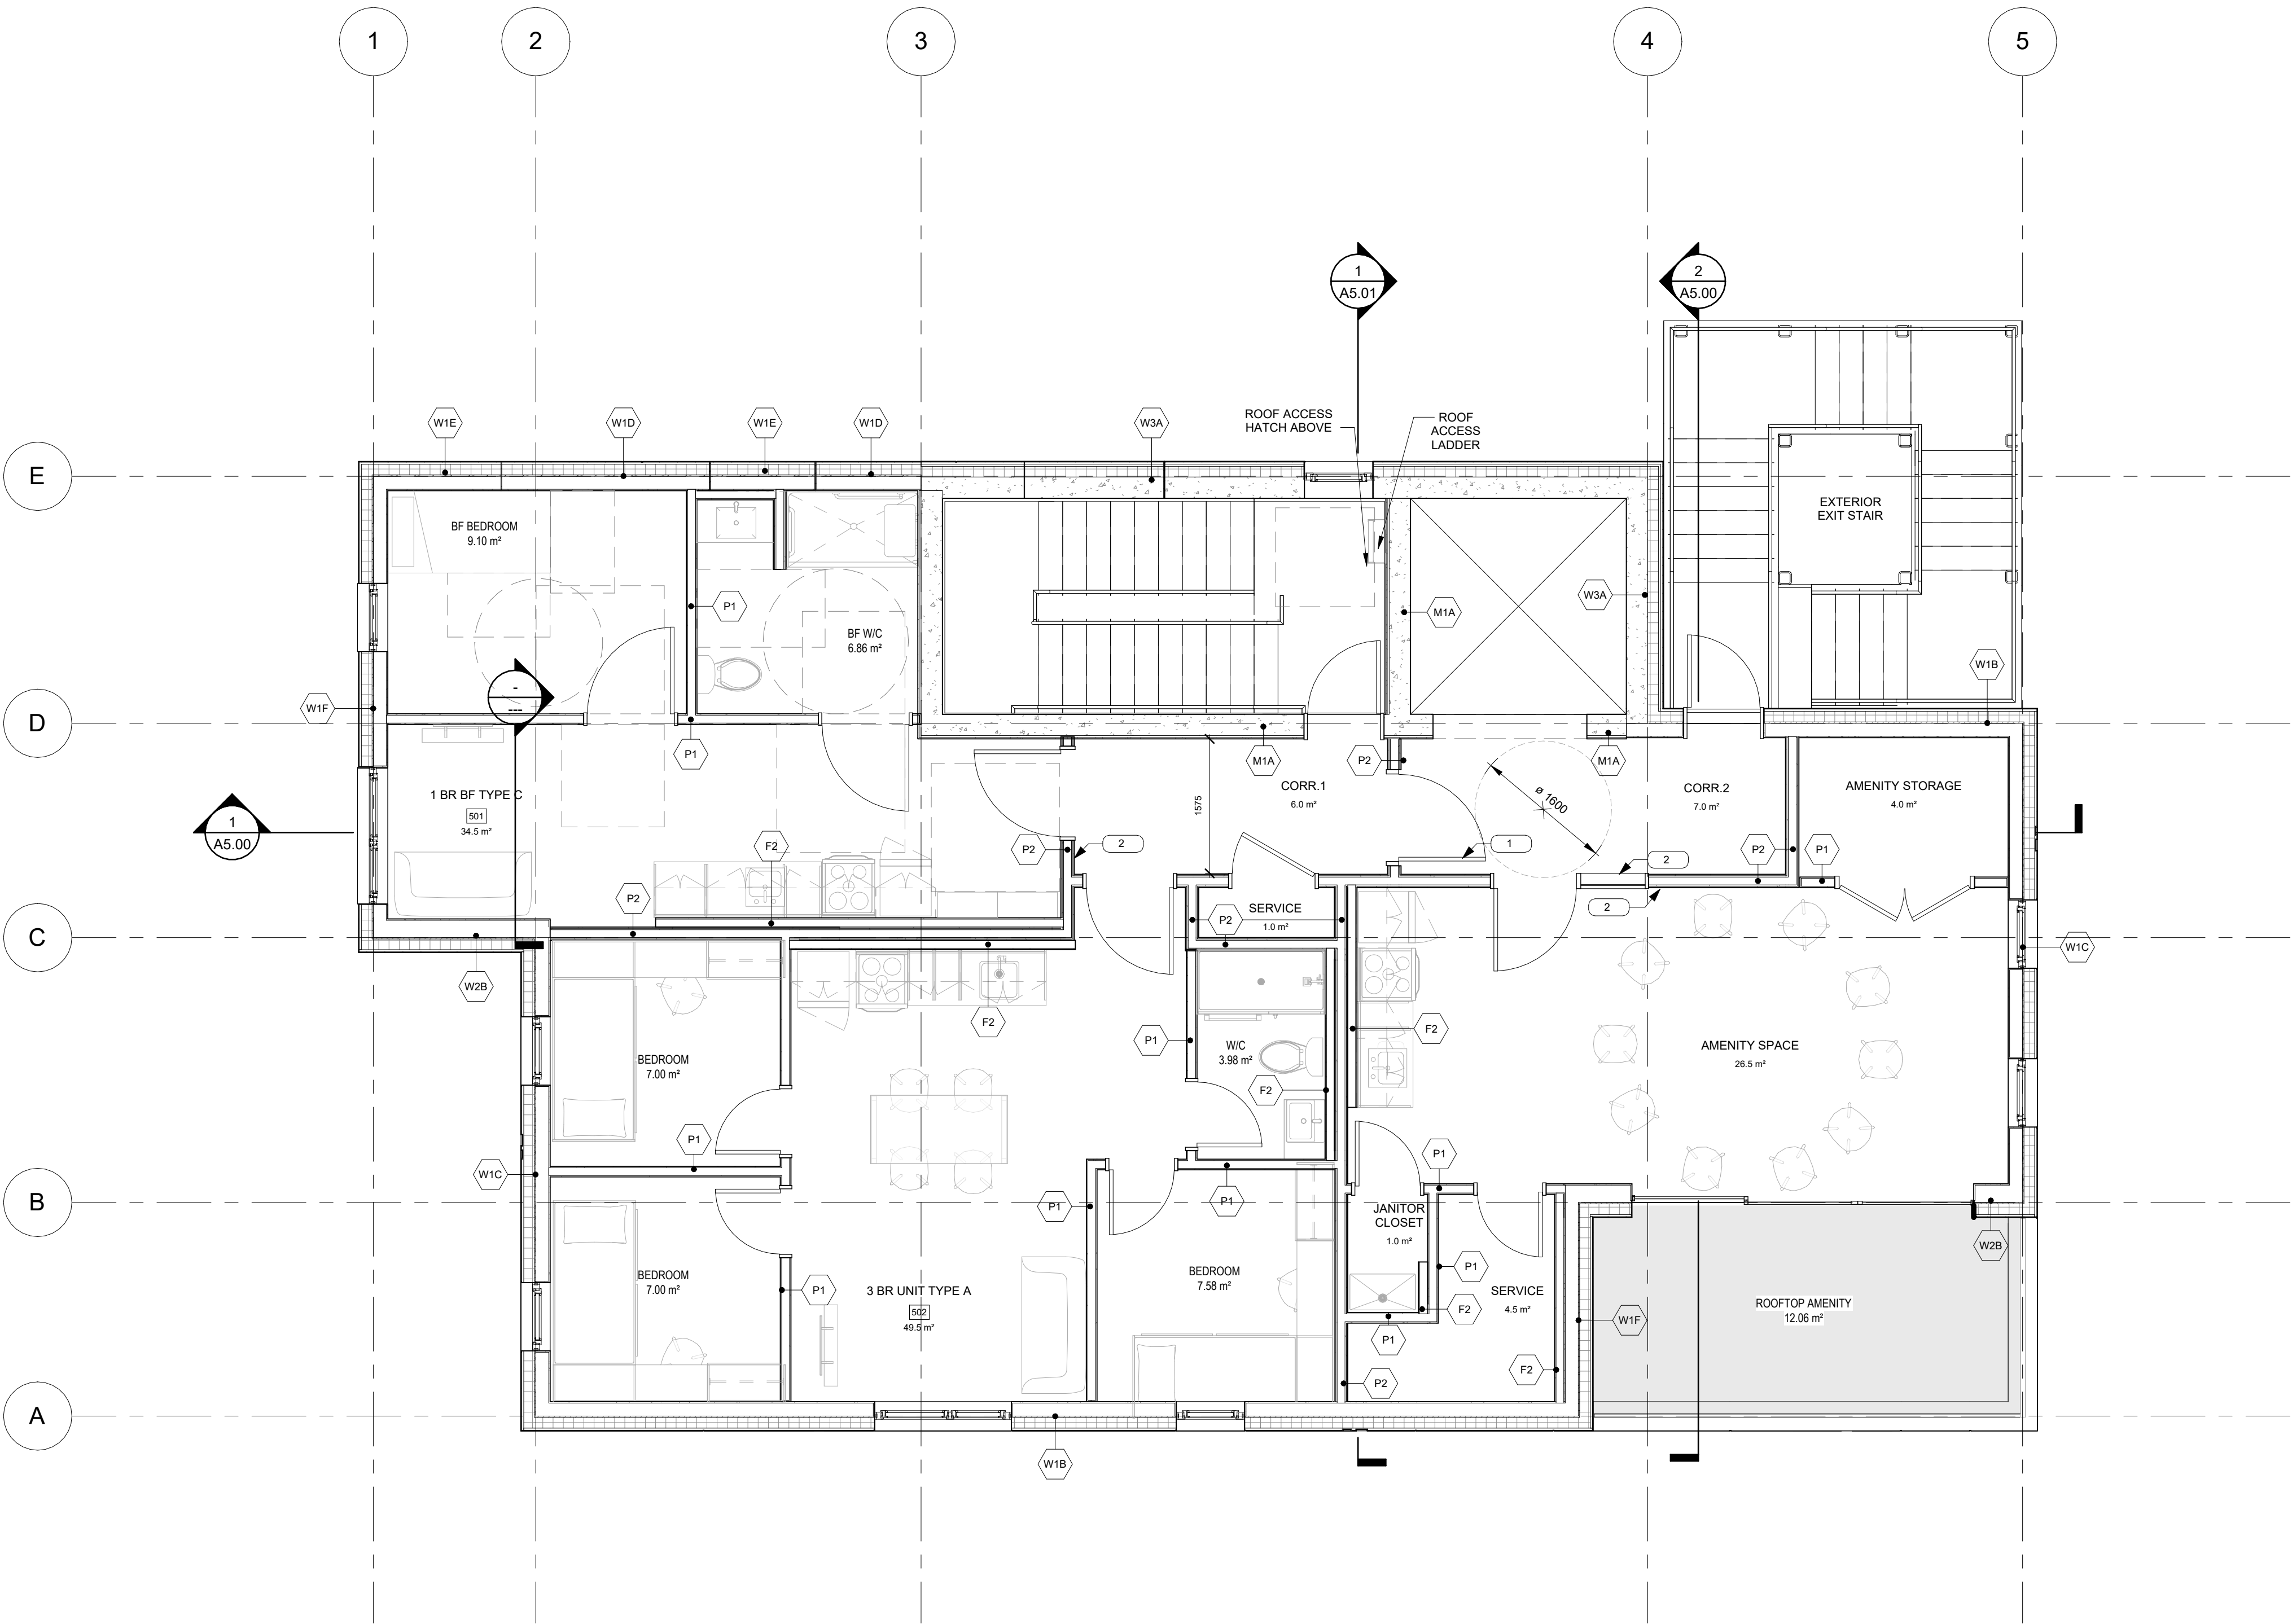 1
2
3
4
5
1
A5.01
2
A5.00
ROOF ACCESS
HATCH ABOVE
ROOF
ACCESS
LADDER
W1E
W1D
W1E
W1D
W3A
E
EXTERIOR
EXIT STAIR
BF BEDROOM
9.10 m²
P1
BF W/C
6.86 m²
M1A
W3A
W1B
-
---
W1F
D
P1
M1A
P2
M1A
1 BR BF TYPE C
501
34.5 m²
1575
CORR.1
6.0 m²
ø 1600
CORR.2
7.0 m²
AMENITY STORAGE
4.0 m²
1
A5.00
F2
P2
2
1
2
P2
P1
P2
P2
SERVICE
1.0 m²
2
C
W1C
W2B
F2
P1
F2
BEDROOM
7.00 m²
W/C
3.98 m²
F2
AMENITY SPACE
26.5 m²
P1
P1
W1C
B
P1
P1
JANITOR
CLOSET
1.0 m²
W2B
BEDROOM
7.00 m²
P1
3 BR UNIT TYPE A
502
49.5 m²
BEDROOM
7.58 m²
P1
F2
SERVICE
4.5 m²
W1F
ROOFTOP AMENITY
12.06 m²
P1
P2
F2
A
W1B